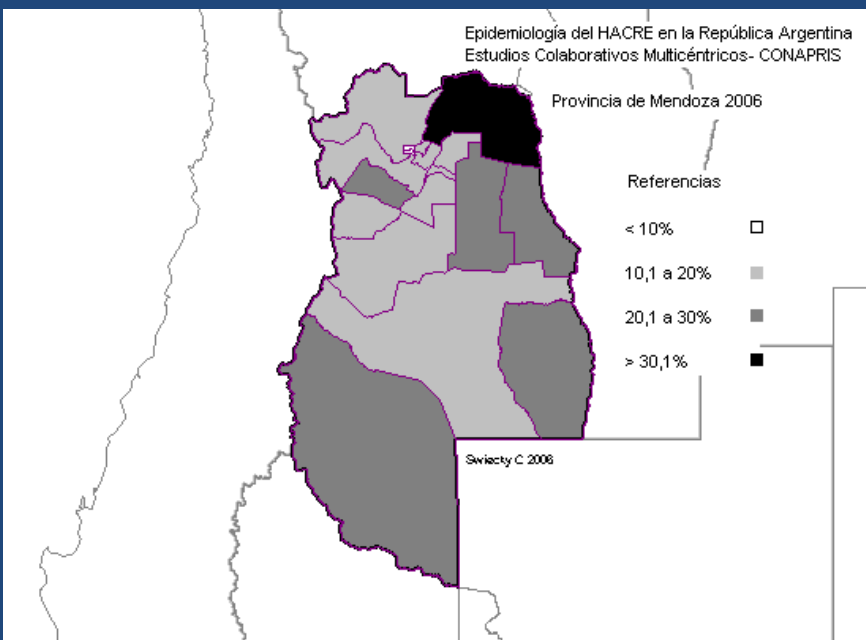 Epidemiología del HACRE en la República Argentina
Estudios Colaborativos Multicéntricos- CONAPRIS
Provincia de Mendoza 2006
Referencias
< 10%
10,1 a 20%
20,1 a 30%
> 30,1%
Swiecty C 2006